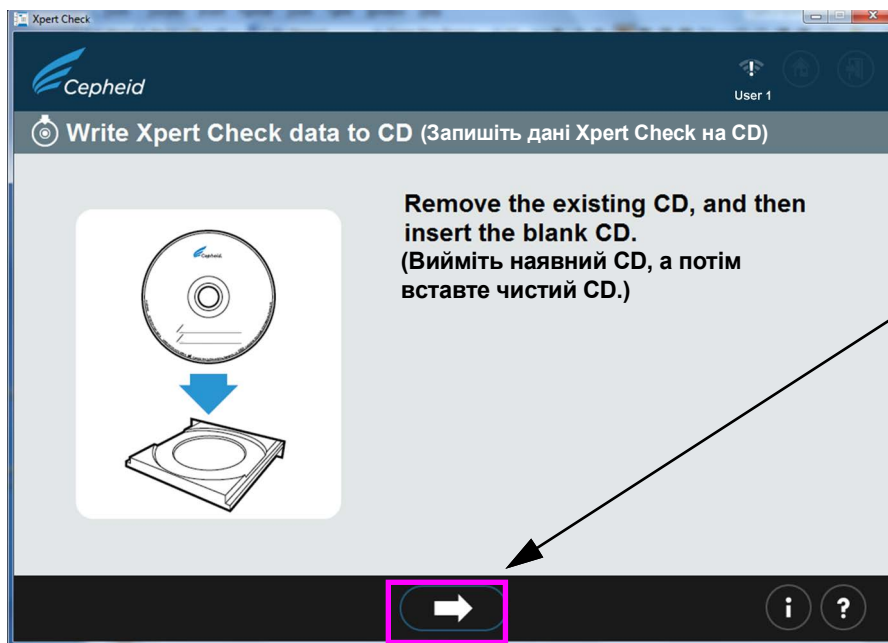 Xpert Check
Cepheid
User 1
Write Xpert Check data to CD (Запишіть дані Xpert Check на CD)
Remove the existing CD, and then
insert the blank CD.
(Вийміть наявний CD, а потім
вставте чистий CD.)
Cepheid
i ?